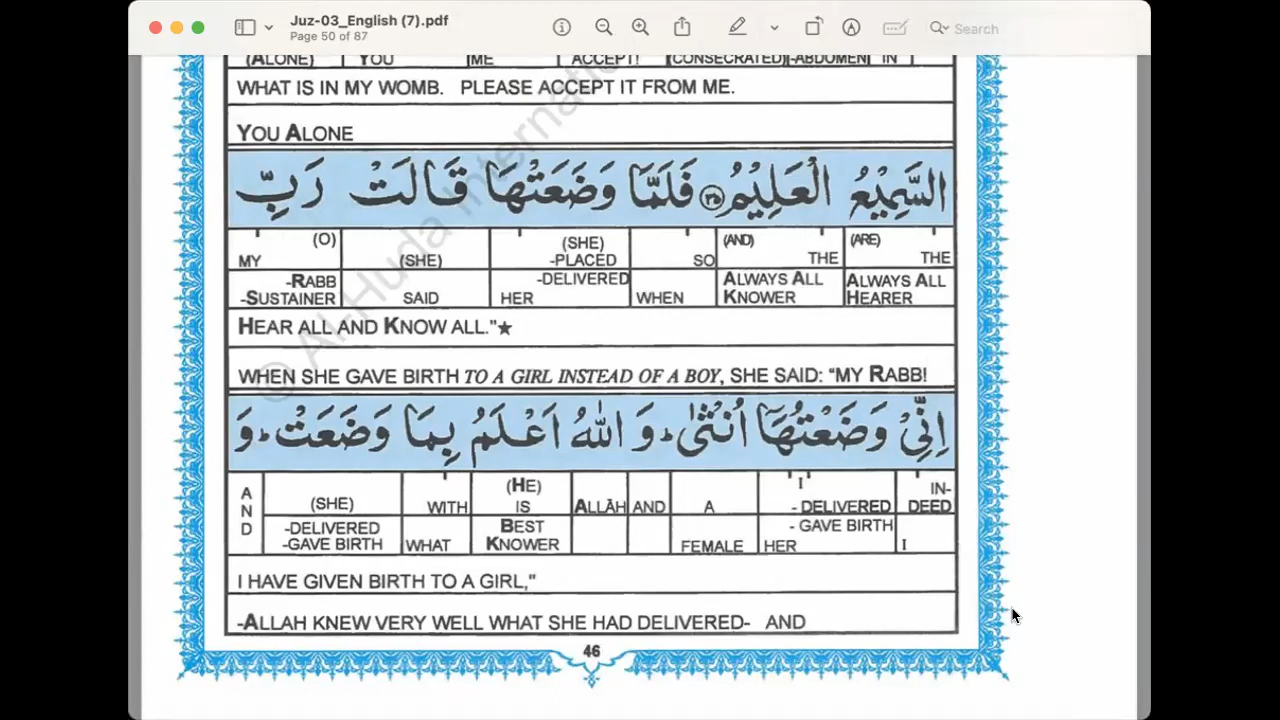 Juz-03_English (7).pdf
Page 50 of 87
Search
(ALONE) YOU ME ACCEPT! (CONSECRATED) -ABDOMEN IN
WHAT IS IN MY WOMB. PLEASE ACCEPT IT FROM ME.
YOU ALONE
السَّمِيْعُ الْعَلِيْمُ ٣٥ فَلَمَّا وَضَعَتْهَا قَالَتْ رَبِّ
MY (O) (SHE) (SHE) -PLACED SO (AND) THE (ARE) THE
-RABB -SUSTAINER SAID HER -DELIVERED WHEN ALWAYS ALL KNOWER ALWAYS ALL HEARER
HEAR ALL AND KNOW ALL."★
WHEN SHE GAVE BIRTH TO A GIRL INSTEAD OF A BOY, SHE SAID: "MY RABB!
اِنِّىْ وَضَعْتُهَآ اُنْثٰىؕ وَ اللّٰهُ اَعْلَمُ بِمَا وَضَعَتْؕ وَ
AND (SHE) WITH (HE) IS ALLĀH AND A I - DELIVERED IN-DEED
-DELIVERED -GAVE BIRTH WHAT BEST KNOWER FEMALE HER - GAVE BIRTH I
I HAVE GIVEN BIRTH TO A GIRL,"
-ALLAH KNEW VERY WELL WHAT SHE HAD DELIVERED- AND
46
© Al-Huda Internatio